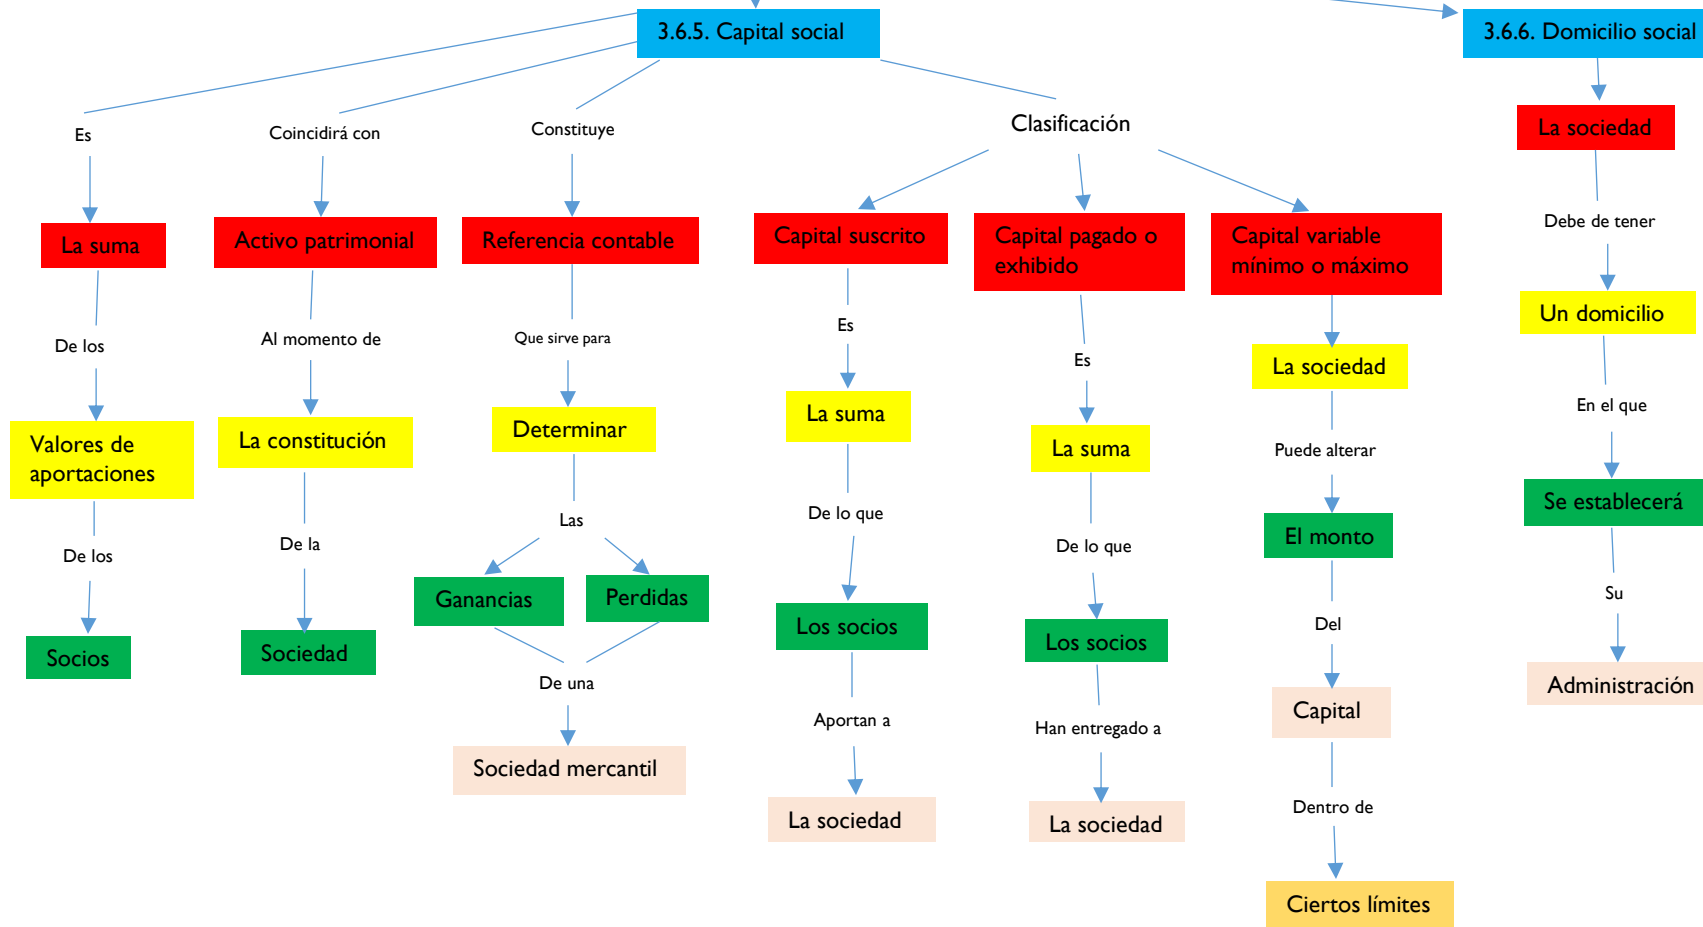 3.6.5. Capital social
3.6.6. Domicilio social
Es
Coincidirá con
Constituye
Clasificación
La sociedad
La suma
Activo patrimonial
Referencia contable
Capital suscrito
Capital pagado o
exhibido
Capital variable
mínimo o máximo
Debe de tener
De los
Al momento de
Que sirve para
Es
Es
La sociedad
Un domicilio
Valores de
aportaciones
La constitución
Determinar
La suma
La suma
Puede alterar
En el que
De los
De la
Las
De lo que
De lo que
El monto
Se establecerá
Socios
Sociedad
Ganancias
Perdidas
Los socios
Los socios
Del
Su
De una
Aportan a
Han entregado a
Capital
Administración
Sociedad mercantil
La sociedad
La sociedad
Dentro de
Ciertos límites